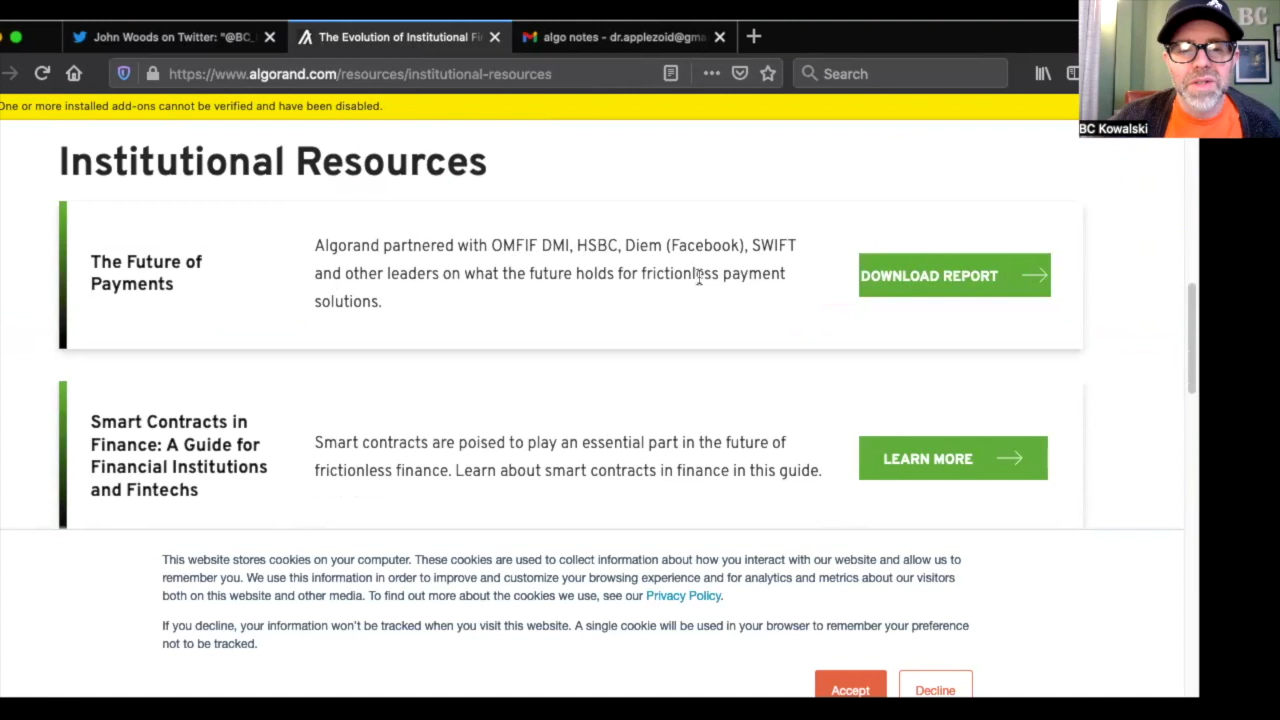 John Woods on Twitter: "@BC_
The Evolution of Institutional Fi
algo notes - dr.applezoid@gma
https://www.algorand.com/resources/institutional-resources
Search
One or more installed add-ons cannot be verified and have been disabled.
BC
BC Kowalski
Institutional Resources
The Future of
Payments
Algorand partnered with OMFIF DMI, HSBC, Diem (Facebook), SWIFT
and other leaders on what the future holds for frictionless payment
solutions.
DOWNLOAD REPORT
Smart Contracts in
Finance: A Guide for
Financial Institutions
and Fintechs
Smart contracts are poised to play an essential part in the future of
frictionless finance. Learn about smart contracts in finance in this guide.
LEARN MORE
This website stores cookies on your computer. These cookies are used to collect information about how you interact with our website and allow us to
remember you. We use this information in order to improve and customize your browsing experience and for analytics and metrics about our visitors
both on this website and other media. To find out more about the cookies we use, see our Privacy Policy.
If you decline, your information won't be tracked when you visit this website. A single cookie will be used in your browser to remember your preference
not to be tracked.
Accept
Decline